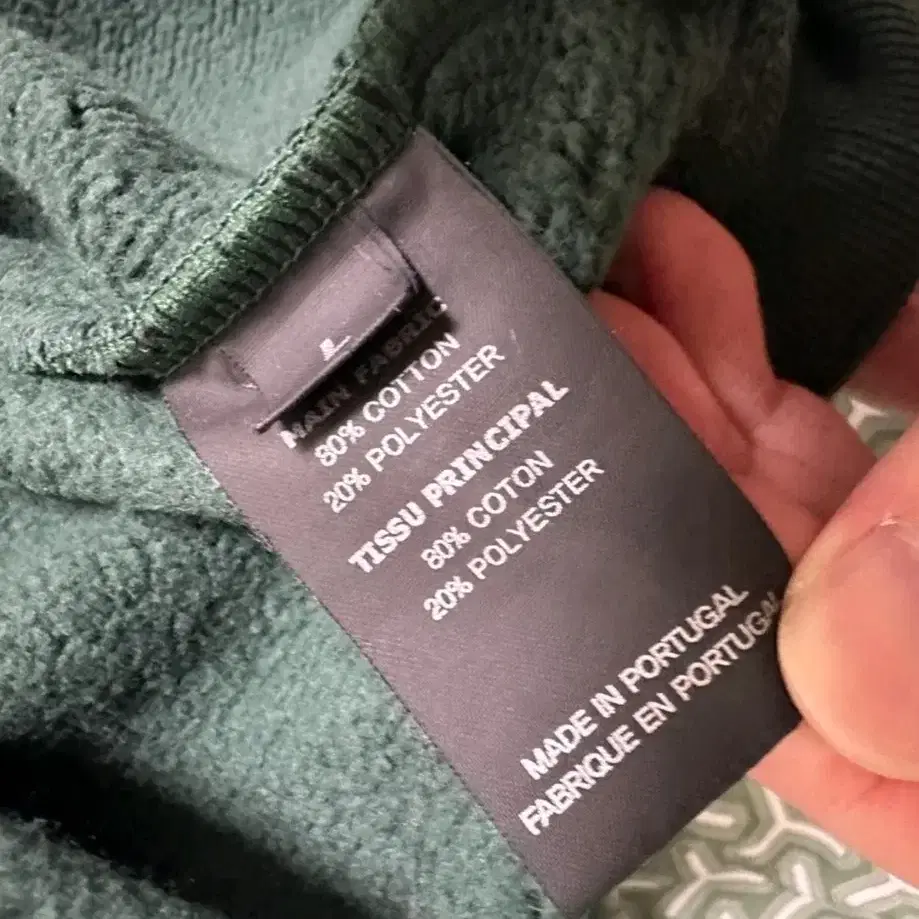 L
MAIN FABRIC
80% COTTON
20% POLYESTER
TISSU PRINCIPAL
80% COTON
20% POLYESTER
MADE IN PORTUGAL
FABRIQUE EN PORTUGAL